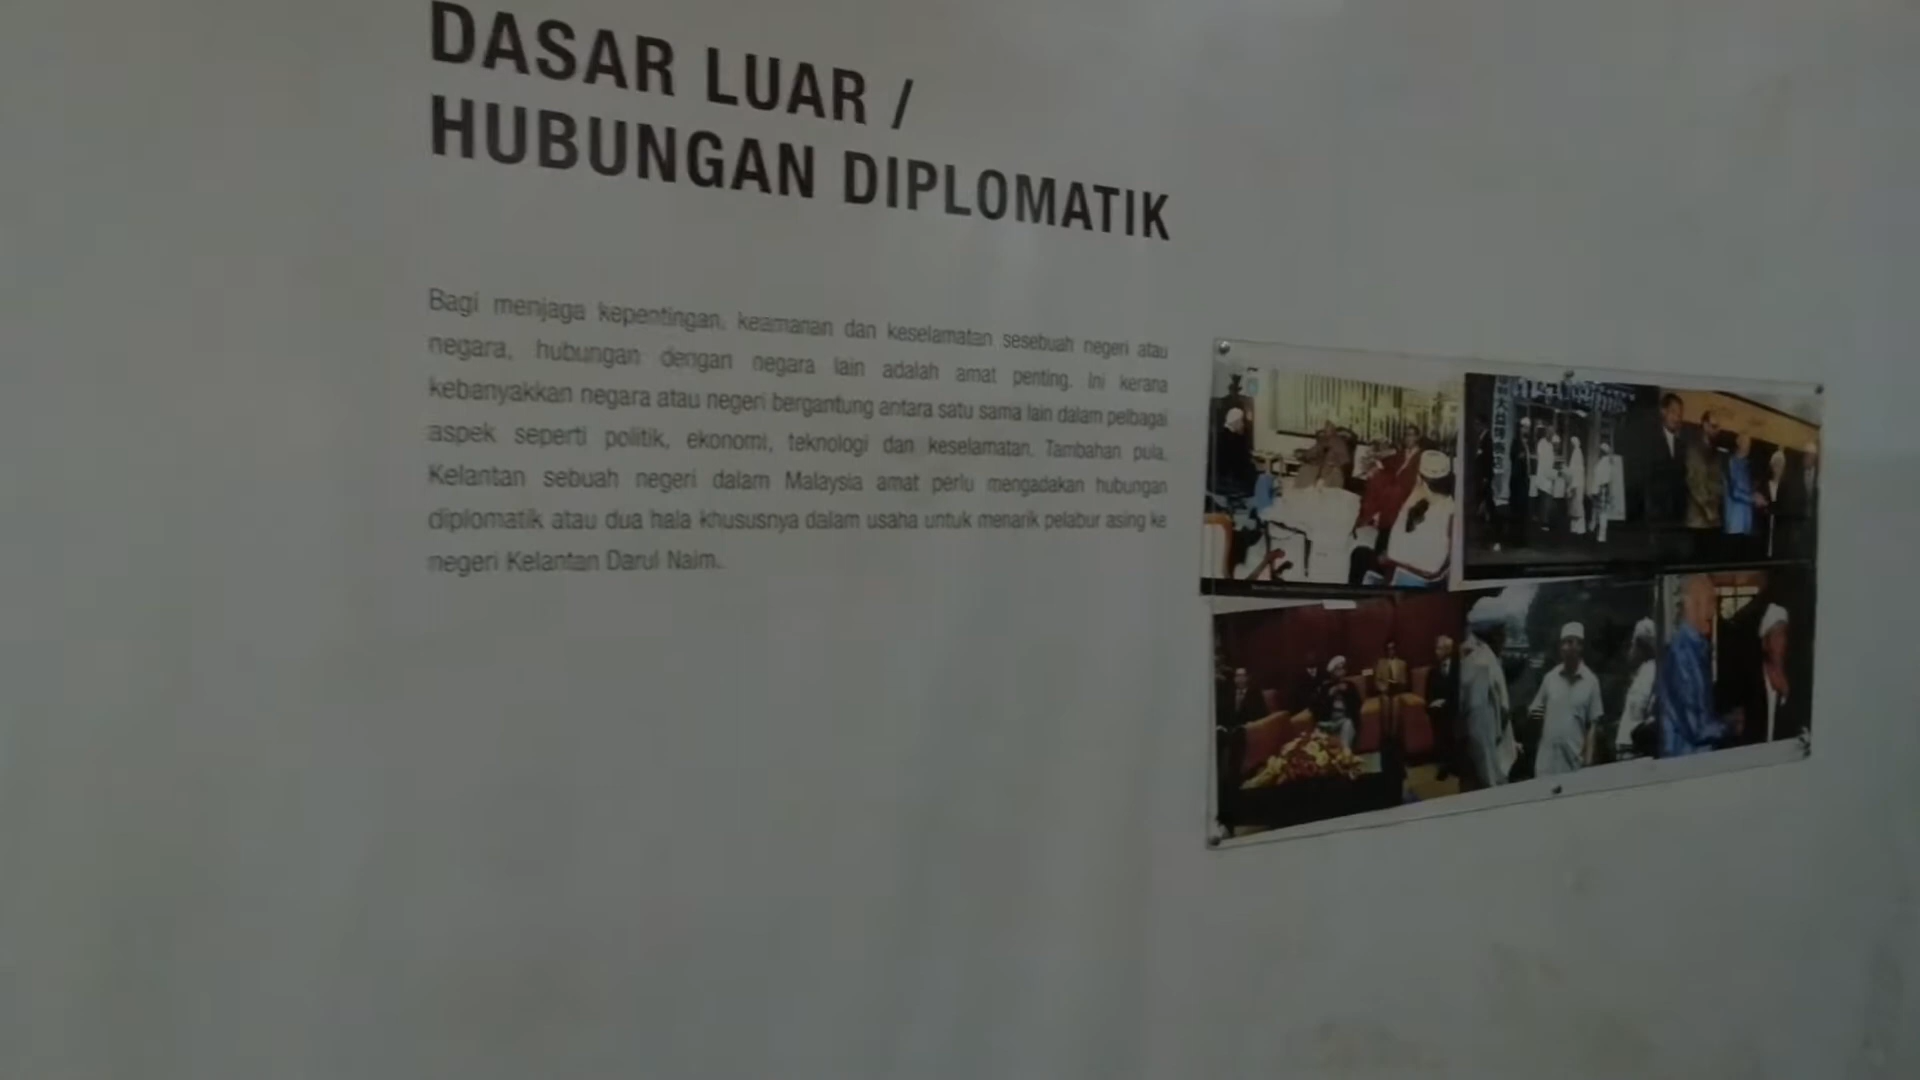 DASAR LUAR /
HUBUNGAN DIPLOMATIK
Bagi menjaga kepentingan, keamanan dan keselamatan sesebuah negeri atau
negara, hubungan dengan negara lain adalah amat penting. Ini kerana
kebanyakkan negara atau negeri bergantung antara satu sama lain dalam pelbagai
aspek seperti politik, ekonomi, teknologi dan keselamatan. Tambahan pula,
Kelantan sebuah negeri dalam Malaysia amat perlu mengadakan hubungan
diplomatik atau dua hala khususnya dalam usaha untuk menarik pelabur asing ke
negeri Kelantan Darul Naim.